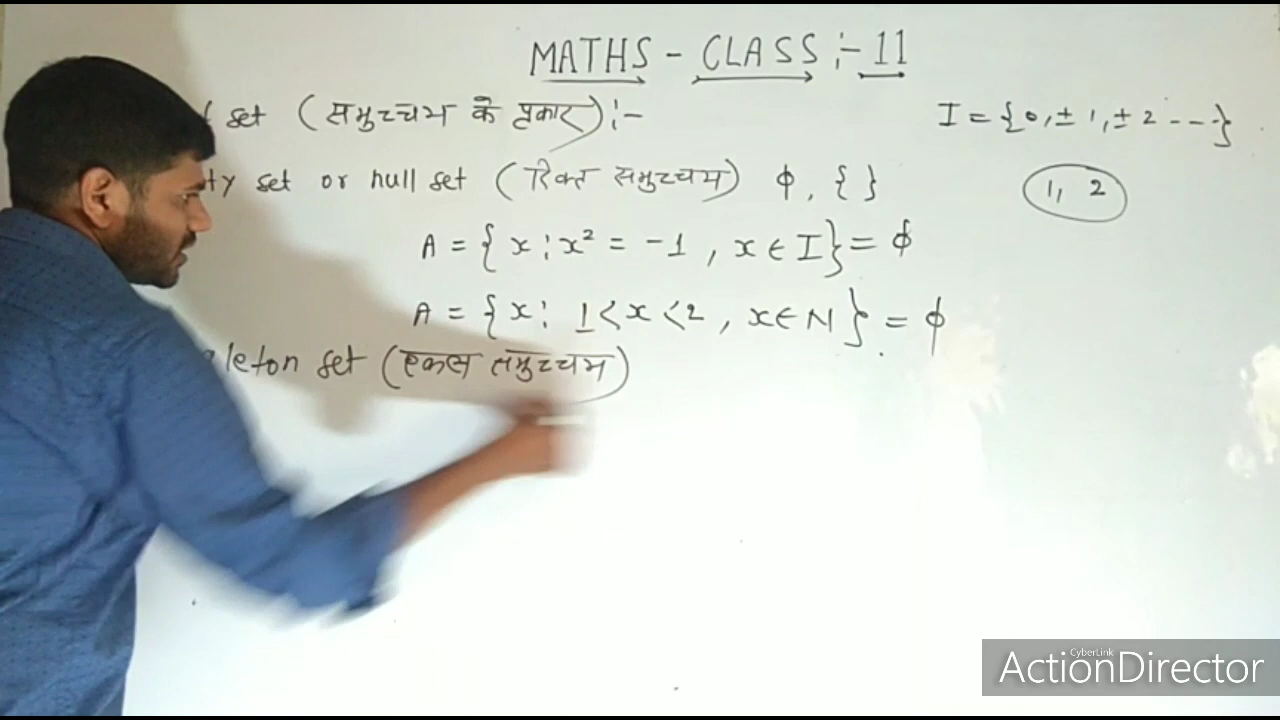 MATHS - CLASS :- 11
set (समुच्चय के प्रकार) :-
I = {0, ±1, ±2 ---}
ty set or null set (रिक्त समुच्चय) ϕ, { }
1, 2
A = {x : x² = -1, x ∈ I} = ϕ
A = {x : 1 < x < 2, x ∈ N} = ϕ
leton set (एकल समुच्चय)
CyberLink
ActionDirector